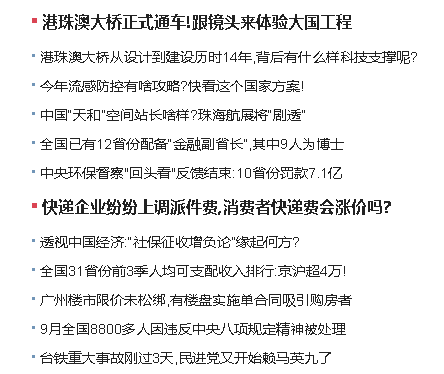 港珠澳大桥正式通车!跟镜头来体验大国工程
港珠澳大桥从设计到建设历时14年,背后有什么样科技支撑呢?
今年流感防控有啥攻略?快看这个国家方案!
中国"天和"空间站长啥样?珠海航展将"剧透"
全国已有12省份配备"金融副省长",其中9人为博士
中央环保督察"回头看"反馈结束:10省份罚款7.1亿
快递企业纷纷上调派件费,消费者快递费会涨价吗?
透视中国经济:"社保征收增负论"缘起何方?
全国31省份前3季人均可支配收入排行:京沪超4万!
广州楼市限价未松绑,有楼盘实施单合同吸引购房者
9月全国8800多人因违反中央八项规定精神被处理
台铁重大事故刚过3天,民进党又开始赖马英九了